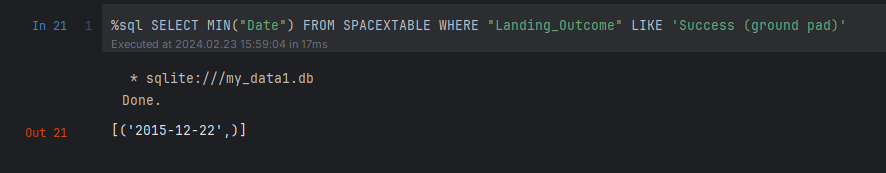 In 21 1 %sql SELECT MIN("Date") FROM SPACEXTABLE WHERE "Landing_Outcome" LIKE 'Success (ground pad)'
Executed at 2024.02.23 15:59:04 in 17ms
* sqlite:///my_data1.db
Done.
Out 21 [('2015-12-22',)]